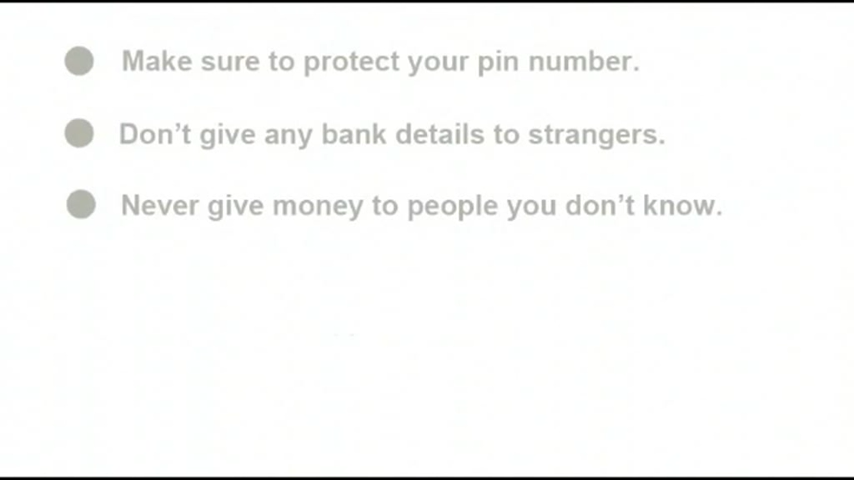 Make sure to protect your pin number.
Don’t give any bank details to strangers.
Never give money to people you don’t know.